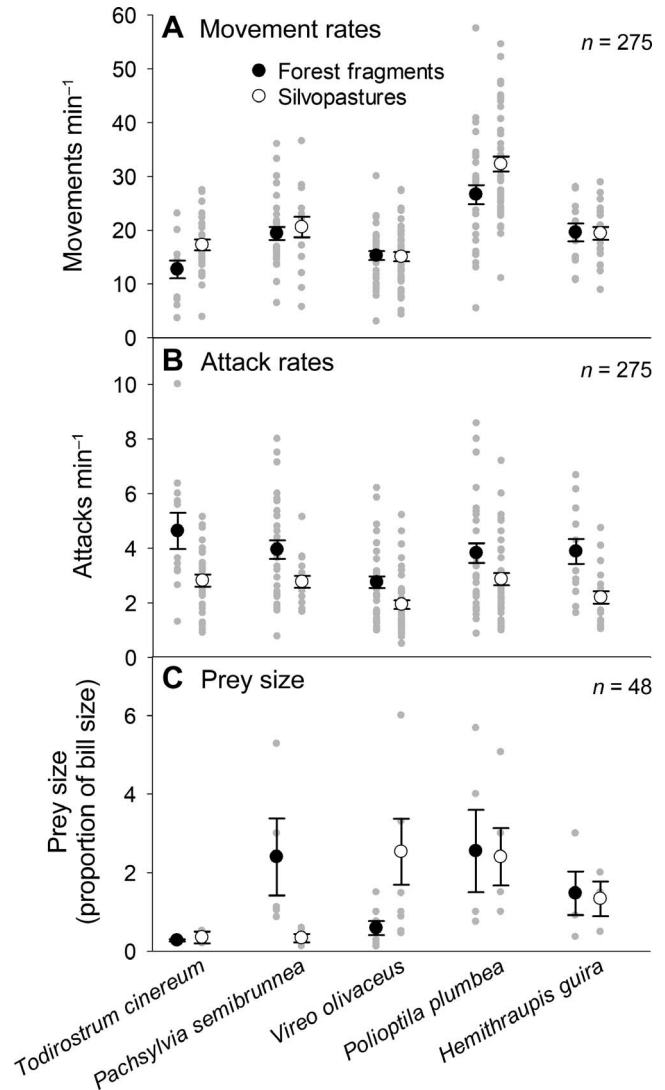 A Movement rates
n = 275
Forest fragments
Silvopastures
Movements min⁻¹
60
50
40
30
20
10
0
B Attack rates
n = 275
Attacks min⁻¹
10
8
6
4
2
0
C Prey size
n = 48
Prey size
(proportion of bill size)
6
4
2
0
Todirostrum cinereum
Pachsylvia semibrunnea
Vireo olivaceus
Polioptila plumbea
Hemithraupis guira